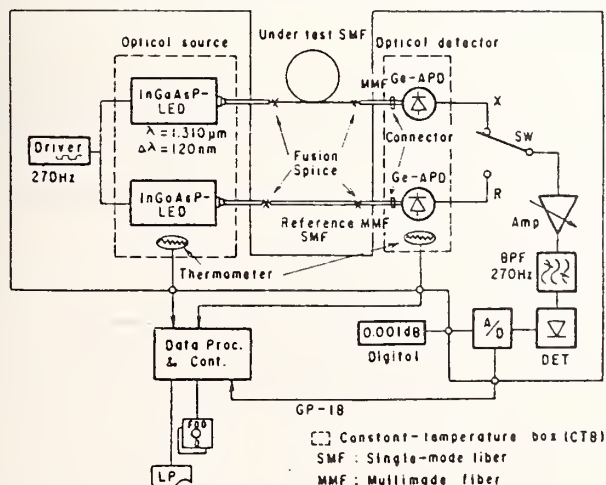 Under test SMF
Optical source
Optical detector
MMF
Ge-APD
InGaAsP-
LED
λ = 1.310 μm
Δλ = 120nm
X
SW
Driver
270Hz
Fusion
Splice
Connector
InGaAsP-
LED
Ge-APD
R
Reference MMF
SMF
Amp
Thermometer
BPF
270Hz
Data Proc.
& Cont.
0.001dB
Digital
A/D
DET
GP-IB
FDD
LP
Constant-temperature box (CTB)
SMF : Single-mode fiber
MMF : Multimode fiber